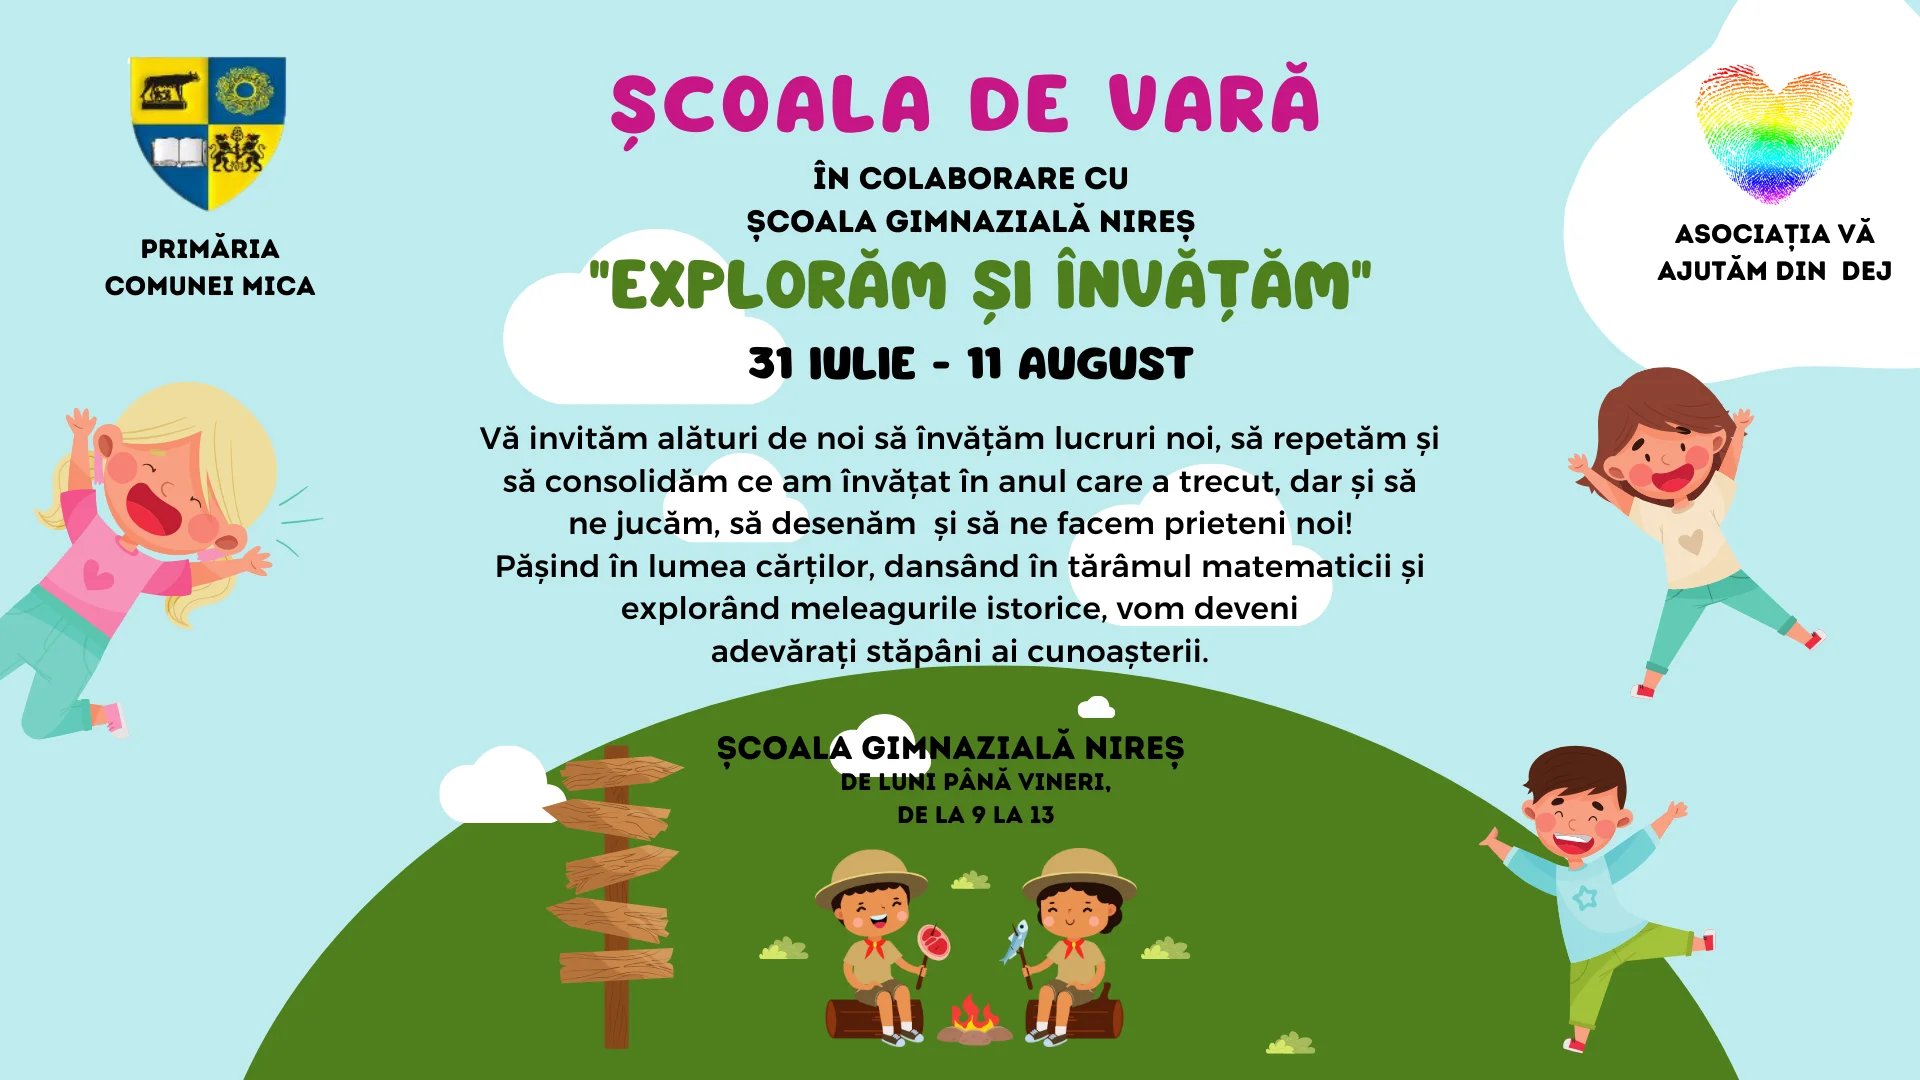 PRIMĂRIA
COMUNEI MICA
ȘCOALA DE VARĂ
ÎN COLABORARE CU
ȘCOALA GIMNAZIALĂ NIREȘ
"EXPLORĂM ȘI ÎNVĂȚĂM"
31 IULIE - 11 AUGUST
ASOCIAȚIA VĂ
AJUTĂM DIN DEJ
Vă invităm alături de noi să învățăm lucruri noi, să repetăm și
să consolidăm ce am învățat în anul care a trecut, dar și să
ne jucăm, să desenăm și să ne facem prieteni noi!
Pășind în lumea cărților, dansând în tărâmul matematicii și
explorând meleagurile istorice, vom deveni
adevărați stăpâni ai cunoașterii.
ȘCOALA GIMNAZIALĂ NIREȘ
DE LUNI PÂNĂ VINERI,
DE LA 9 LA 13